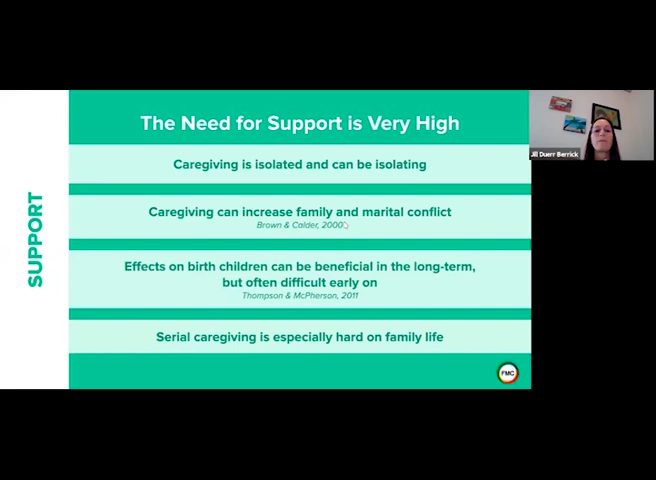 SUPPORT
The Need for Support is Very High
Caregiving is isolated and can be isolating
Caregiving can increase family and marital conflict
Brown & Calder, 2000
Effects on birth children can be beneficial in the long-term,
but often difficult early on
Thompson & McPherson, 2011
Serial caregiving is especially hard on family life
FMC
Jill Duerr Berrick